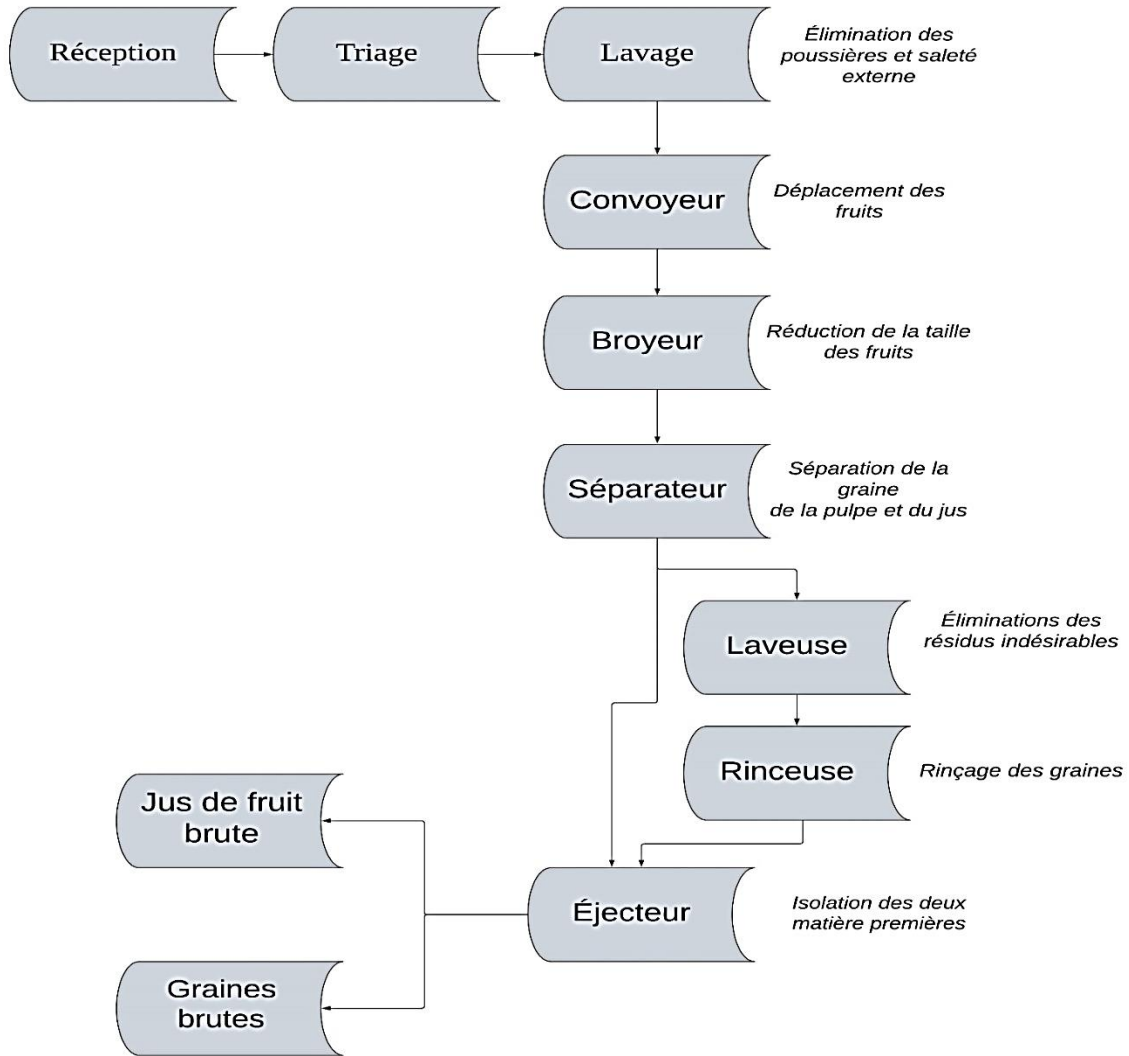 Réception
Triage
Lavage
Élimination des
poussières et saleté
externe
Convoyeur
Déplacement des
fruits
Broyeur
Réduction de la taille
des fruits
Séparateur
Séparation de la
graine
de la pulpe et du jus
Laveuse
Éliminations des
résidus indésirables
Rinceuse
Rinçage des graines
Jus de fruit
brute
Éjecteur
Isolation des deux
matière premières
Graines
brutes